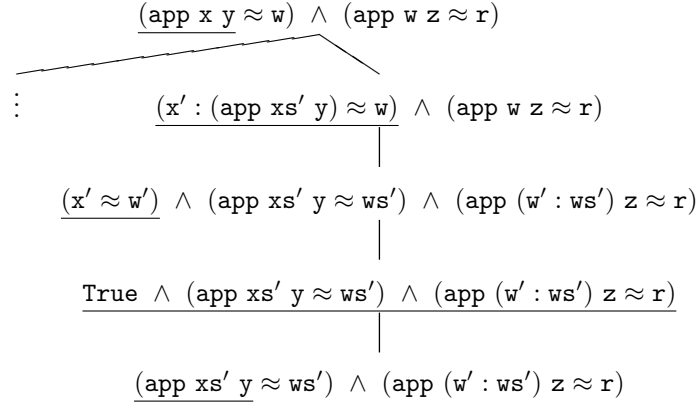 (app x y ≈ w) ∧ (app w z ≈ r)
⋮
(x′ : (app xs′ y) ≈ w) ∧ (app w z ≈ r)
(x′ ≈ w′) ∧ (app xs′ y ≈ ws′) ∧ (app (w′ : ws′) z ≈ r)
True ∧ (app xs′ y ≈ ws′) ∧ (app (w′ : ws′) z ≈ r)
(app xs′ y ≈ ws′) ∧ (app (w′ : ws′) z ≈ r)